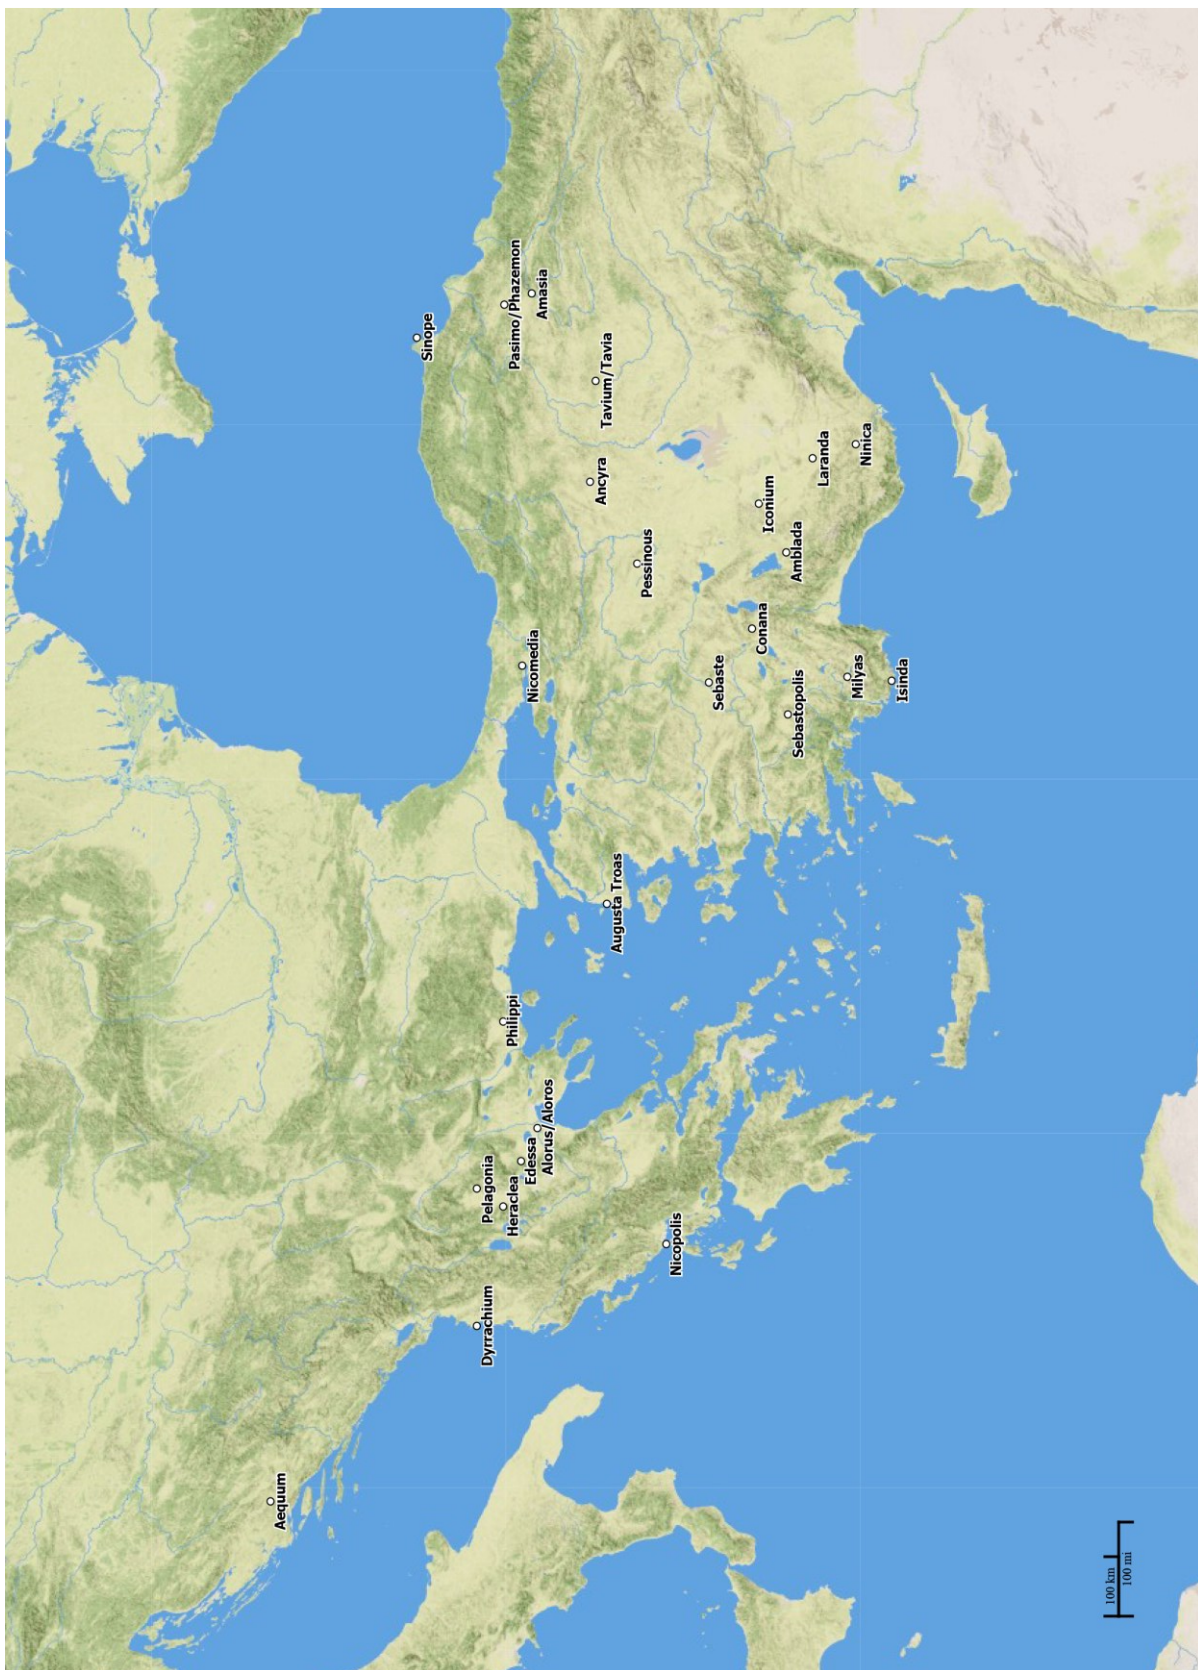 Sinope
Pasimo/Phazemon
Amasia
Tavium/Tavia
Ancyra
Pessinous
Laranda
Ninica
Iconium
Amblada
Conana
Nicomedia
Sebaste
Sebastopolis
Milyas
Isinda
Augusta Troas
Philippi
Alorus/Aloros
Edessa
Pelagonia
Heraclea
Nicopolis
Dyrrachium
Aequum
100 km
100 mi